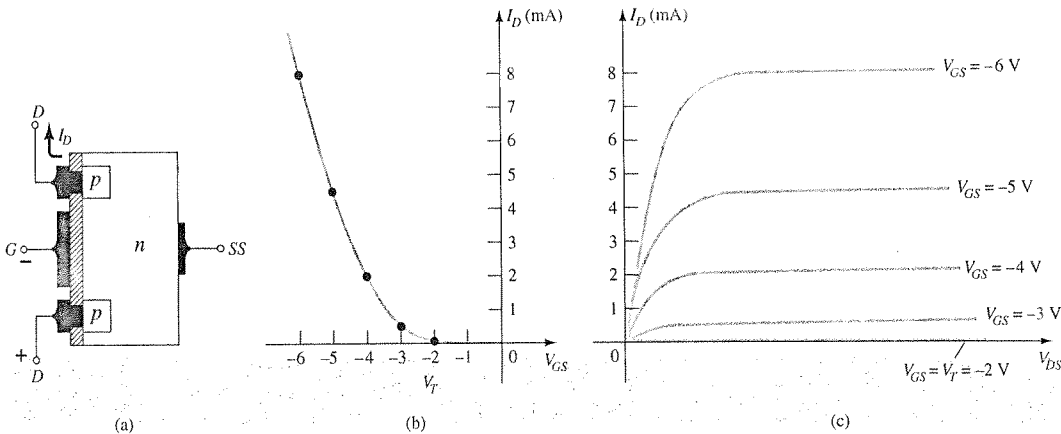 D
I_D
p
G
−
n
SS
p
+
D
(a)
I_D (mA)
8
7
6
5
4
3
2
1
−6 −5 −4 −3 −2 −1 0 V_GS
V_T
(b)
I_D (mA)
8
7
6
5
4
3
2
1
0
V_GS = −6 V
V_GS = −5 V
V_GS = −4 V
V_GS = −3 V
V_GS = V_T = −2 V
V_DS
(c)